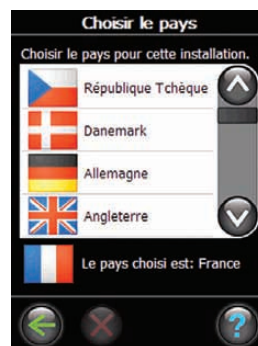 Choisir le pays
Choisir le pays pour cette installation.
République Tchèque
Danemark
Allemagne
Angleterre
Le pays choisi est: France
?